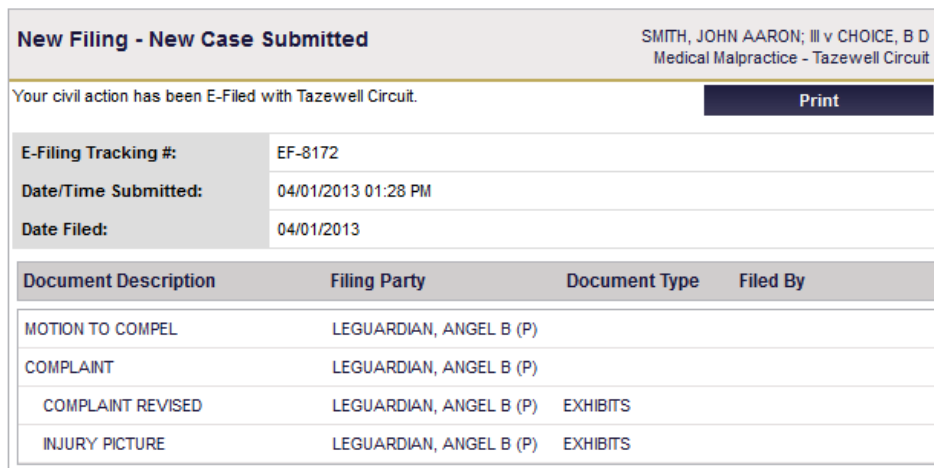 New Filing - New Case Submitted
SMITH, JOHN AARON; III v CHOICE, B D
Medical Malpractice - Tazewell Circuit
Your civil action has been E-Filed with Tazewell Circuit.
Print
E-Filing Tracking #: EF-8172
Date/Time Submitted: 04/01/2013 01:28 PM
Date Filed: 04/01/2013
Document Description Filing Party Document Type Filed By
MOTION TO COMPEL LEGUARDIAN, ANGEL B (P)
COMPLAINT LEGUARDIAN, ANGEL B (P)
COMPLAINT REVISED LEGUARDIAN, ANGEL B (P) EXHIBITS
INJURY PICTURE LEGUARDIAN, ANGEL B (P) EXHIBITS